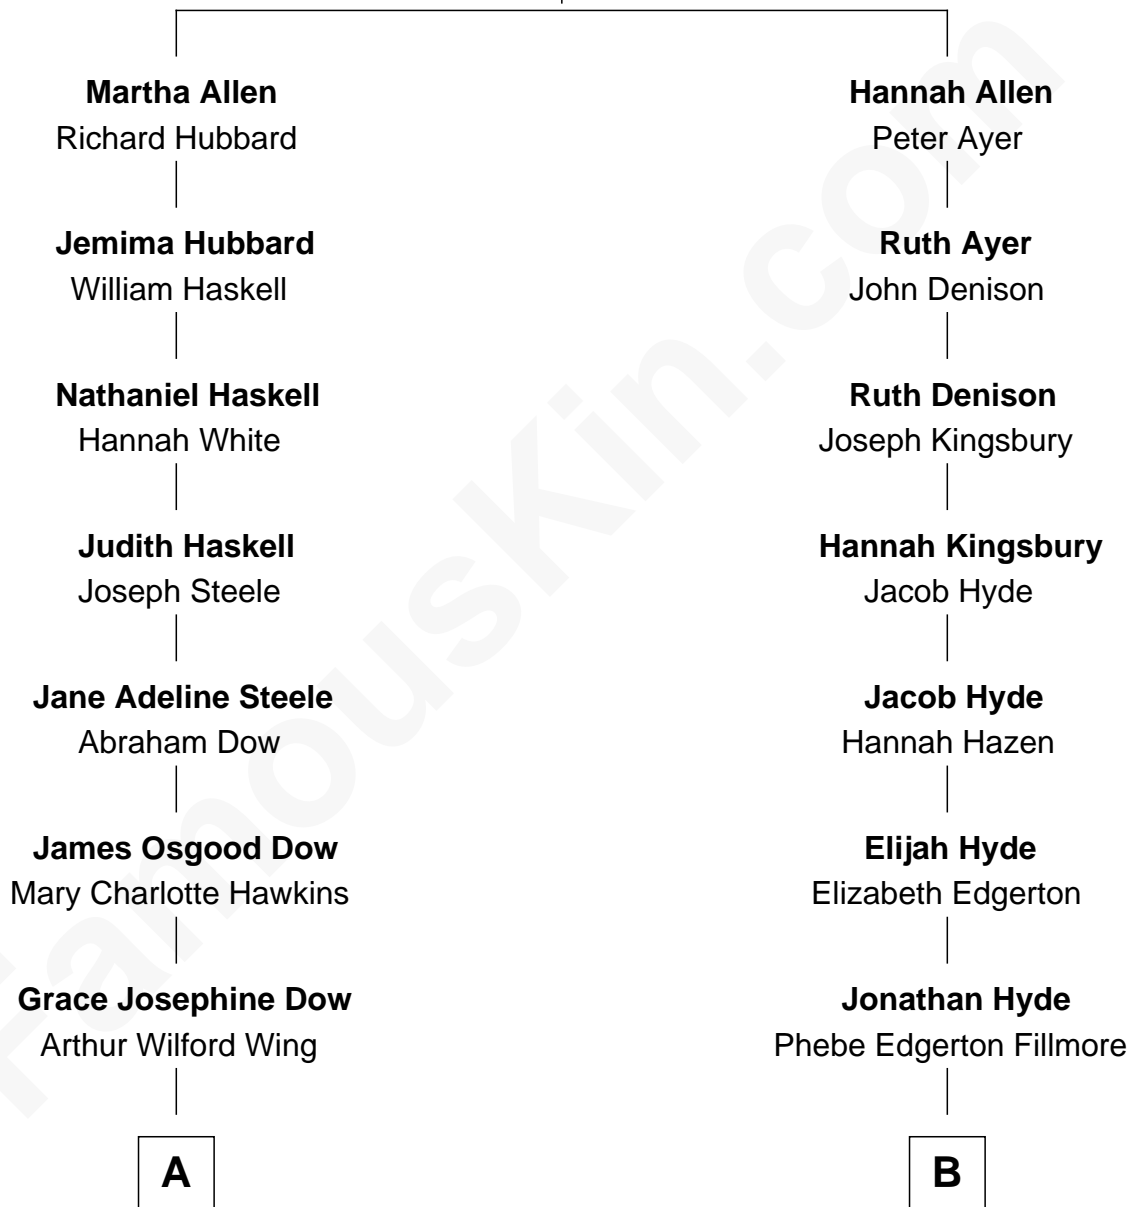 Martha Allen
Richard Hubbard
Jemima Hubbard
William Haskell
Nathaniel Haskell
Hannah White
Judith Haskell
Joseph Steele
Jane Adeline Steele
Abraham Dow
James Osgood Dow
Mary Charlotte Hawkins
Grace Josephine Dow
Arthur Wilford Wing
A
Hannah Allen
Peter Ayer
Ruth Ayer
John Denison
Ruth Denison
Joseph Kingsbury
Hannah Kingsbury
Jacob Hyde
Jacob Hyde
Hannah Hazen
Elijah Hyde
Elizabeth Edgerton
Jonathan Hyde
Phebe Edgerton Fillmore
B
FamousKin.com